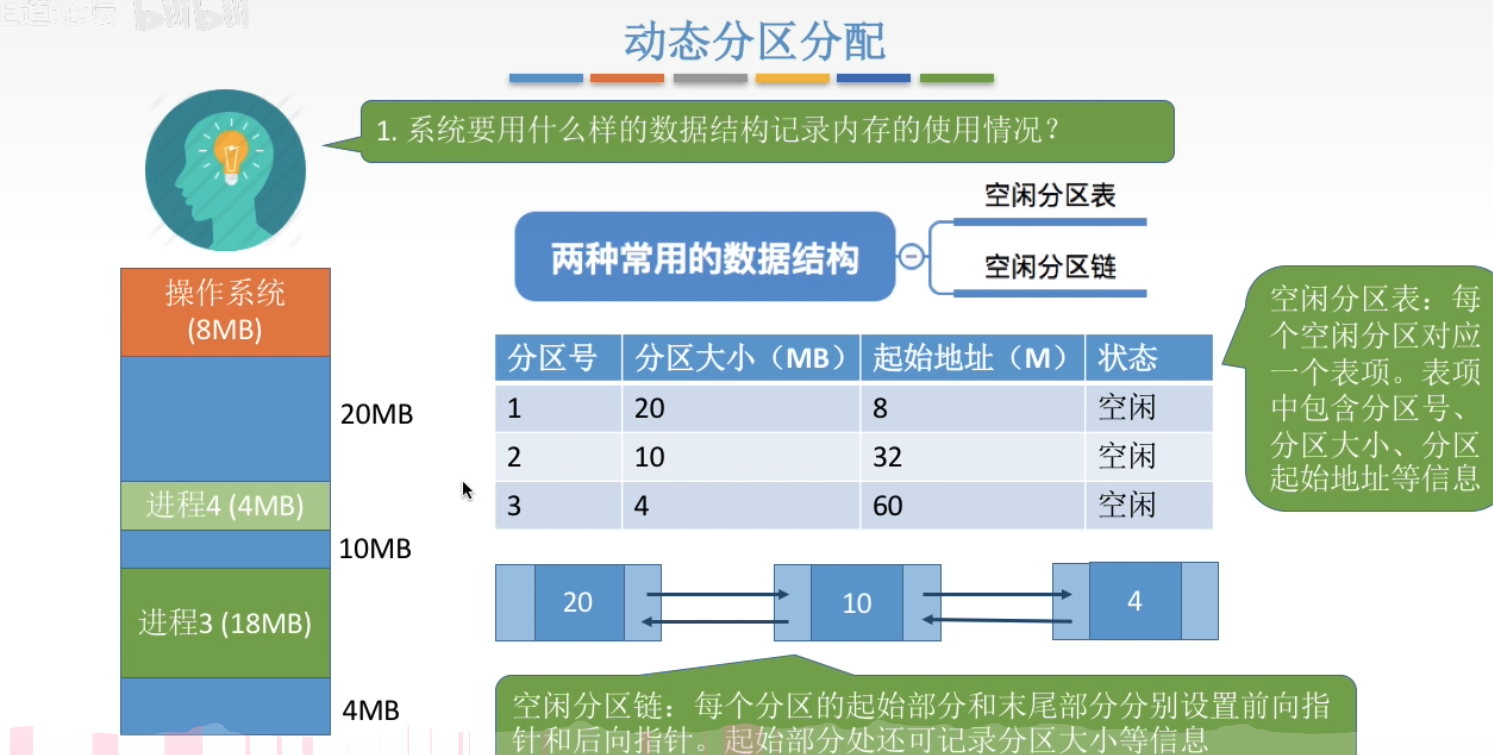 动态分区分配
1. 系统要用什么样的数据结构记录内存的使用情况？
两种常用的数据结构
空闲分区表
空闲分区链
操作系统
(8MB)
20MB
进程4 (4MB)
10MB
进程3 (18MB)
4MB
分区号 分区大小（MB） 起始地址（M） 状态
1 20 8 空闲
2 10 32 空闲
3 4 60 空闲
空闲分区表：每
个空闲分区对应
一个表项。表项
中包含分区号、
分区大小、分区
起始地址等信息
20 10 4
空闲分区链：每个分区的起始部分和末尾部分分别设置前向指
针和后向指针。起始部分处还可记录分区大小等信息